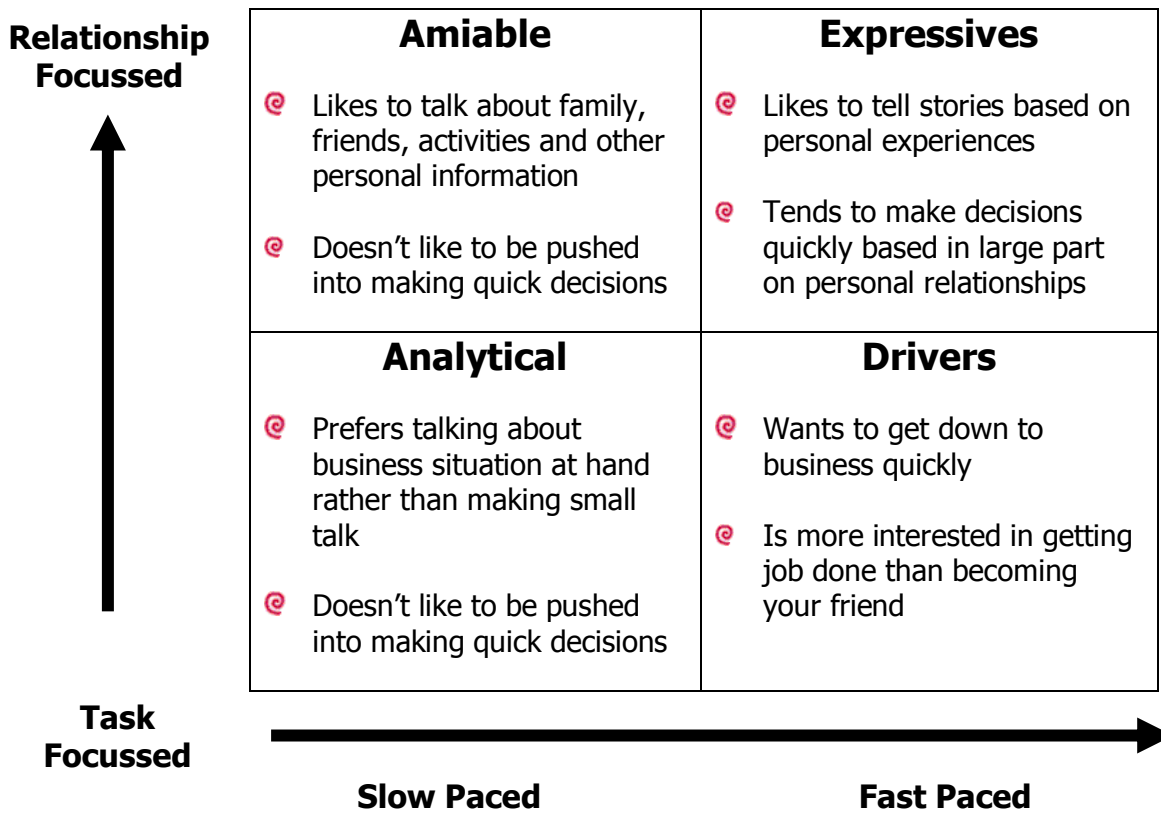 Relationship
Focussed
Amiable
Likes to talk about family,
friends, activities and other
personal information
Doesn’t like to be pushed
into making quick decisions
Expressives
Likes to tell stories based on
personal experiences
Tends to make decisions
quickly based in large part
on personal relationships
Analytical
Prefers talking about
business situation at hand
rather than making small
talk
Doesn’t like to be pushed
into making quick decisions
Drivers
Wants to get down to
business quickly
Is more interested in getting
job done than becoming
your friend
Task
Focussed
Slow Paced
Fast Paced